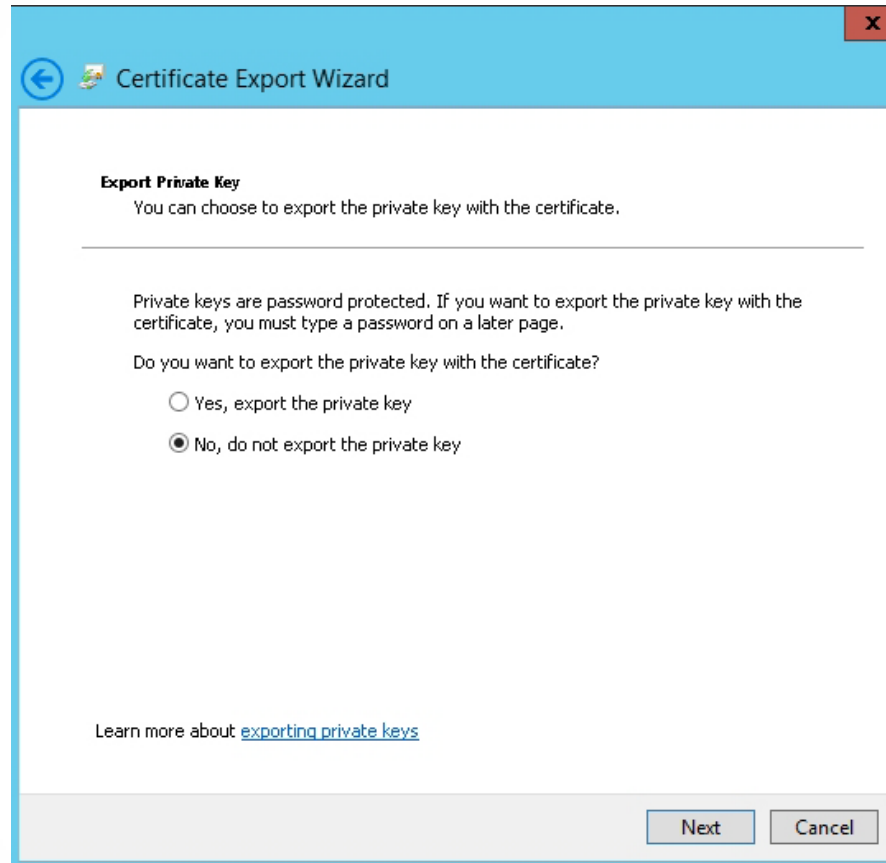 x
Certificate Export Wizard
Export Private Key
You can choose to export the private key with the certificate.
Private keys are password protected. If you want to export the private key with the
certificate, you must type a password on a later page.
Do you want to export the private key with the certificate?
Yes, export the private key
No, do not export the private key
Learn more about exporting private keys
Next Cancel